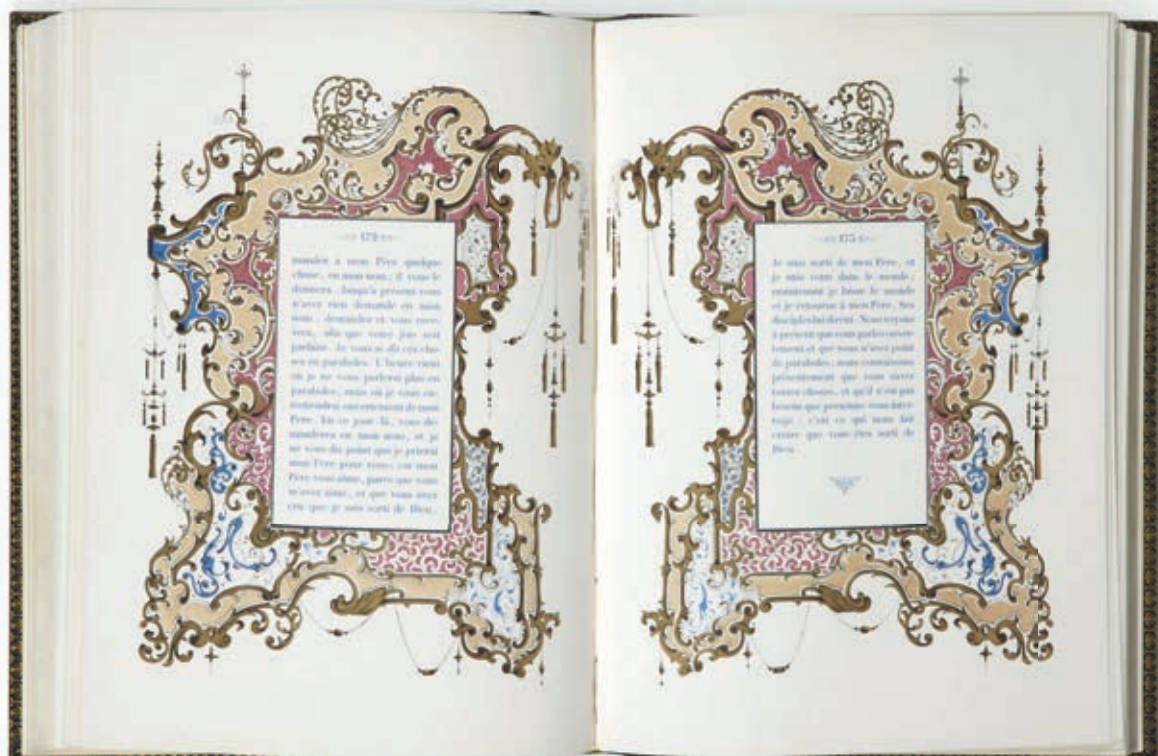 mandez à mon Père quelque
chose, en mon nom, il vous le
donnera. Jusqu'à présent vous
n'avez rien demandé en mon
nom : demandez et vous rece-
vrez, afin que votre joie soit
parfaite. Je vous ai dit ces cho-
ses en paraboles. L'heure vient
où je ne vous parlerai plus en
paraboles, mais où je vous en-
tretiendrai ouvertement de mon
Père. En ce jour-là, vous de-
manderez en mon nom, et je
ne vous dis point que je prierai
mon Père pour vous; car mon
Père vous aime, parce que vous
m'avez aimé, et que vous avez
cru que je suis sorti de Dieu.
Je suis sorti de mon Père, et
je suis venu dans le monde;
maintenant je laisse le monde
et je retourne à mon Père. Ses
disciples lui dirent : Nous voyons
à présent que vous parlez ouver-
tement et que vous n'avez point
de paraboles; nous connaissons
présentement que vous savez
toutes choses, et qu'il n'est pas
besoin que personne vous inter-
roge : c'est ce qui nous fait
croire que vous êtes sorti de
Dieu.